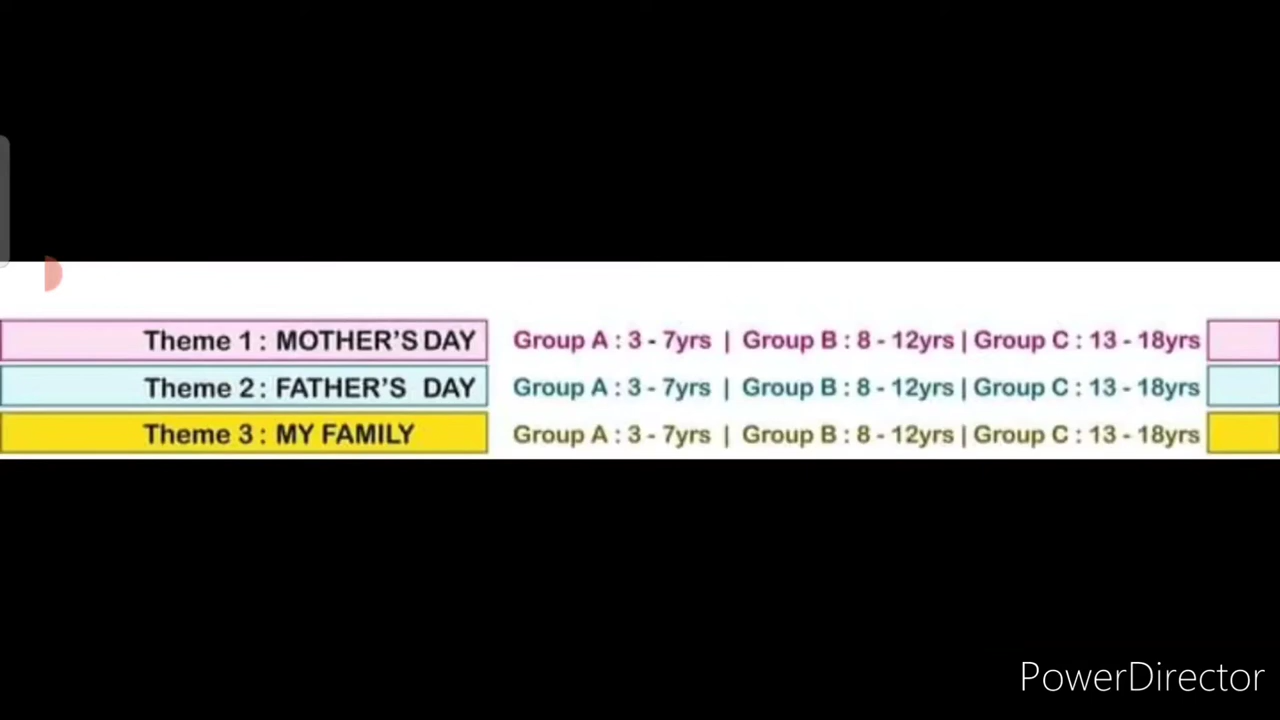 Theme 1 : MOTHER'S DAY Group A : 3 - 7yrs | Group B : 8 - 12yrs | Group C : 13 - 18yrs
Theme 2 : FATHER'S DAY Group A : 3 - 7yrs | Group B : 8 - 12yrs | Group C : 13 - 18yrs
Theme 3 : MY FAMILY Group A : 3 - 7yrs | Group B : 8 - 12yrs | Group C : 13 - 18yrs
PowerDirector